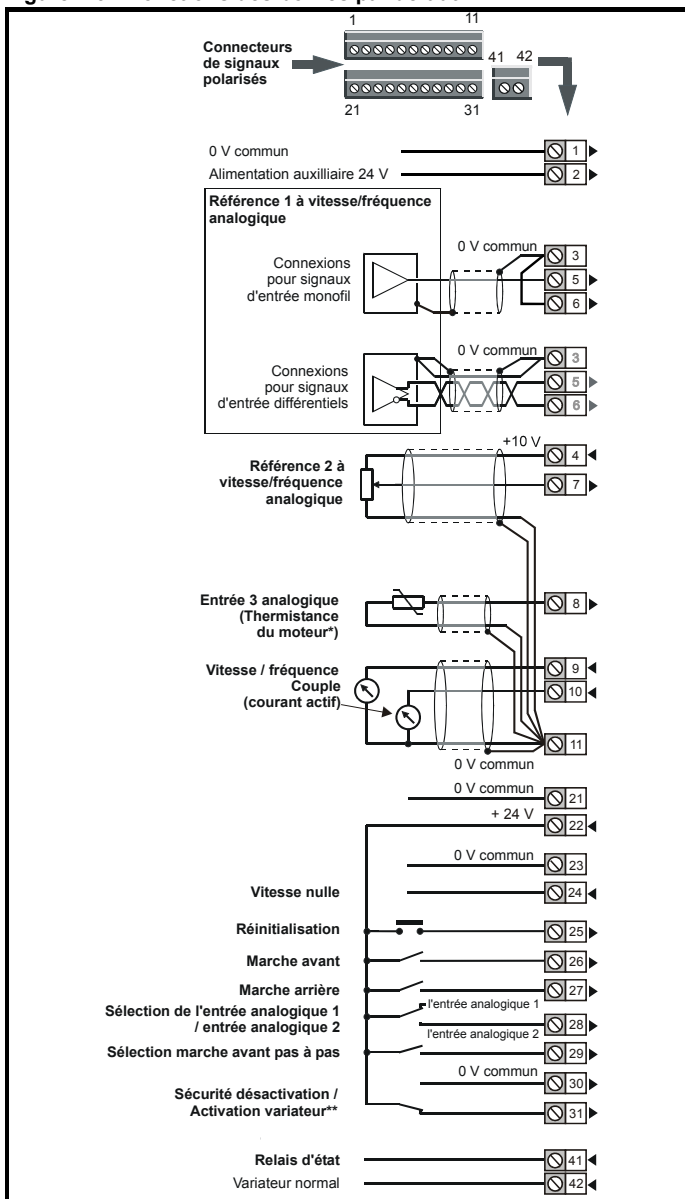 1 11
Connecteurs
de signaux
polarisés
41 42
21 31
0 V commun 1
Alimentation auxilliaire 24 V 2
Référence 1 à vitesse/fréquence
analogique
0 V commun 3
Connexions
pour signaux
d'entrée monofil
5
6
0 V commun 3
Connexions
pour signaux
d'entrée différentiels
5
6
+10 V 4
Référence 2 à
vitesse/fréquence
analogique
7
Entrée 3 analogique
(Thermistance
du moteur*)
8
Vitesse / fréquence 9
Couple
(courant actif)
10
11
0 V commun
0 V commun 21
+ 24 V 22
0 V commun 23
Vitesse nulle 24
Réinitialisation 25
Marche avant 26
Marche arrière 27
Sélection de l'entrée analogique 1
/ entrée analogique 2
l'entrée analogique 1
28
l'entrée analogique 2
Sélection marche avant pas à pas 29
0 V commun 30
Sécurité désactivation /
Activation variateur**
31
Relais d'état 41
Variateur normal 42